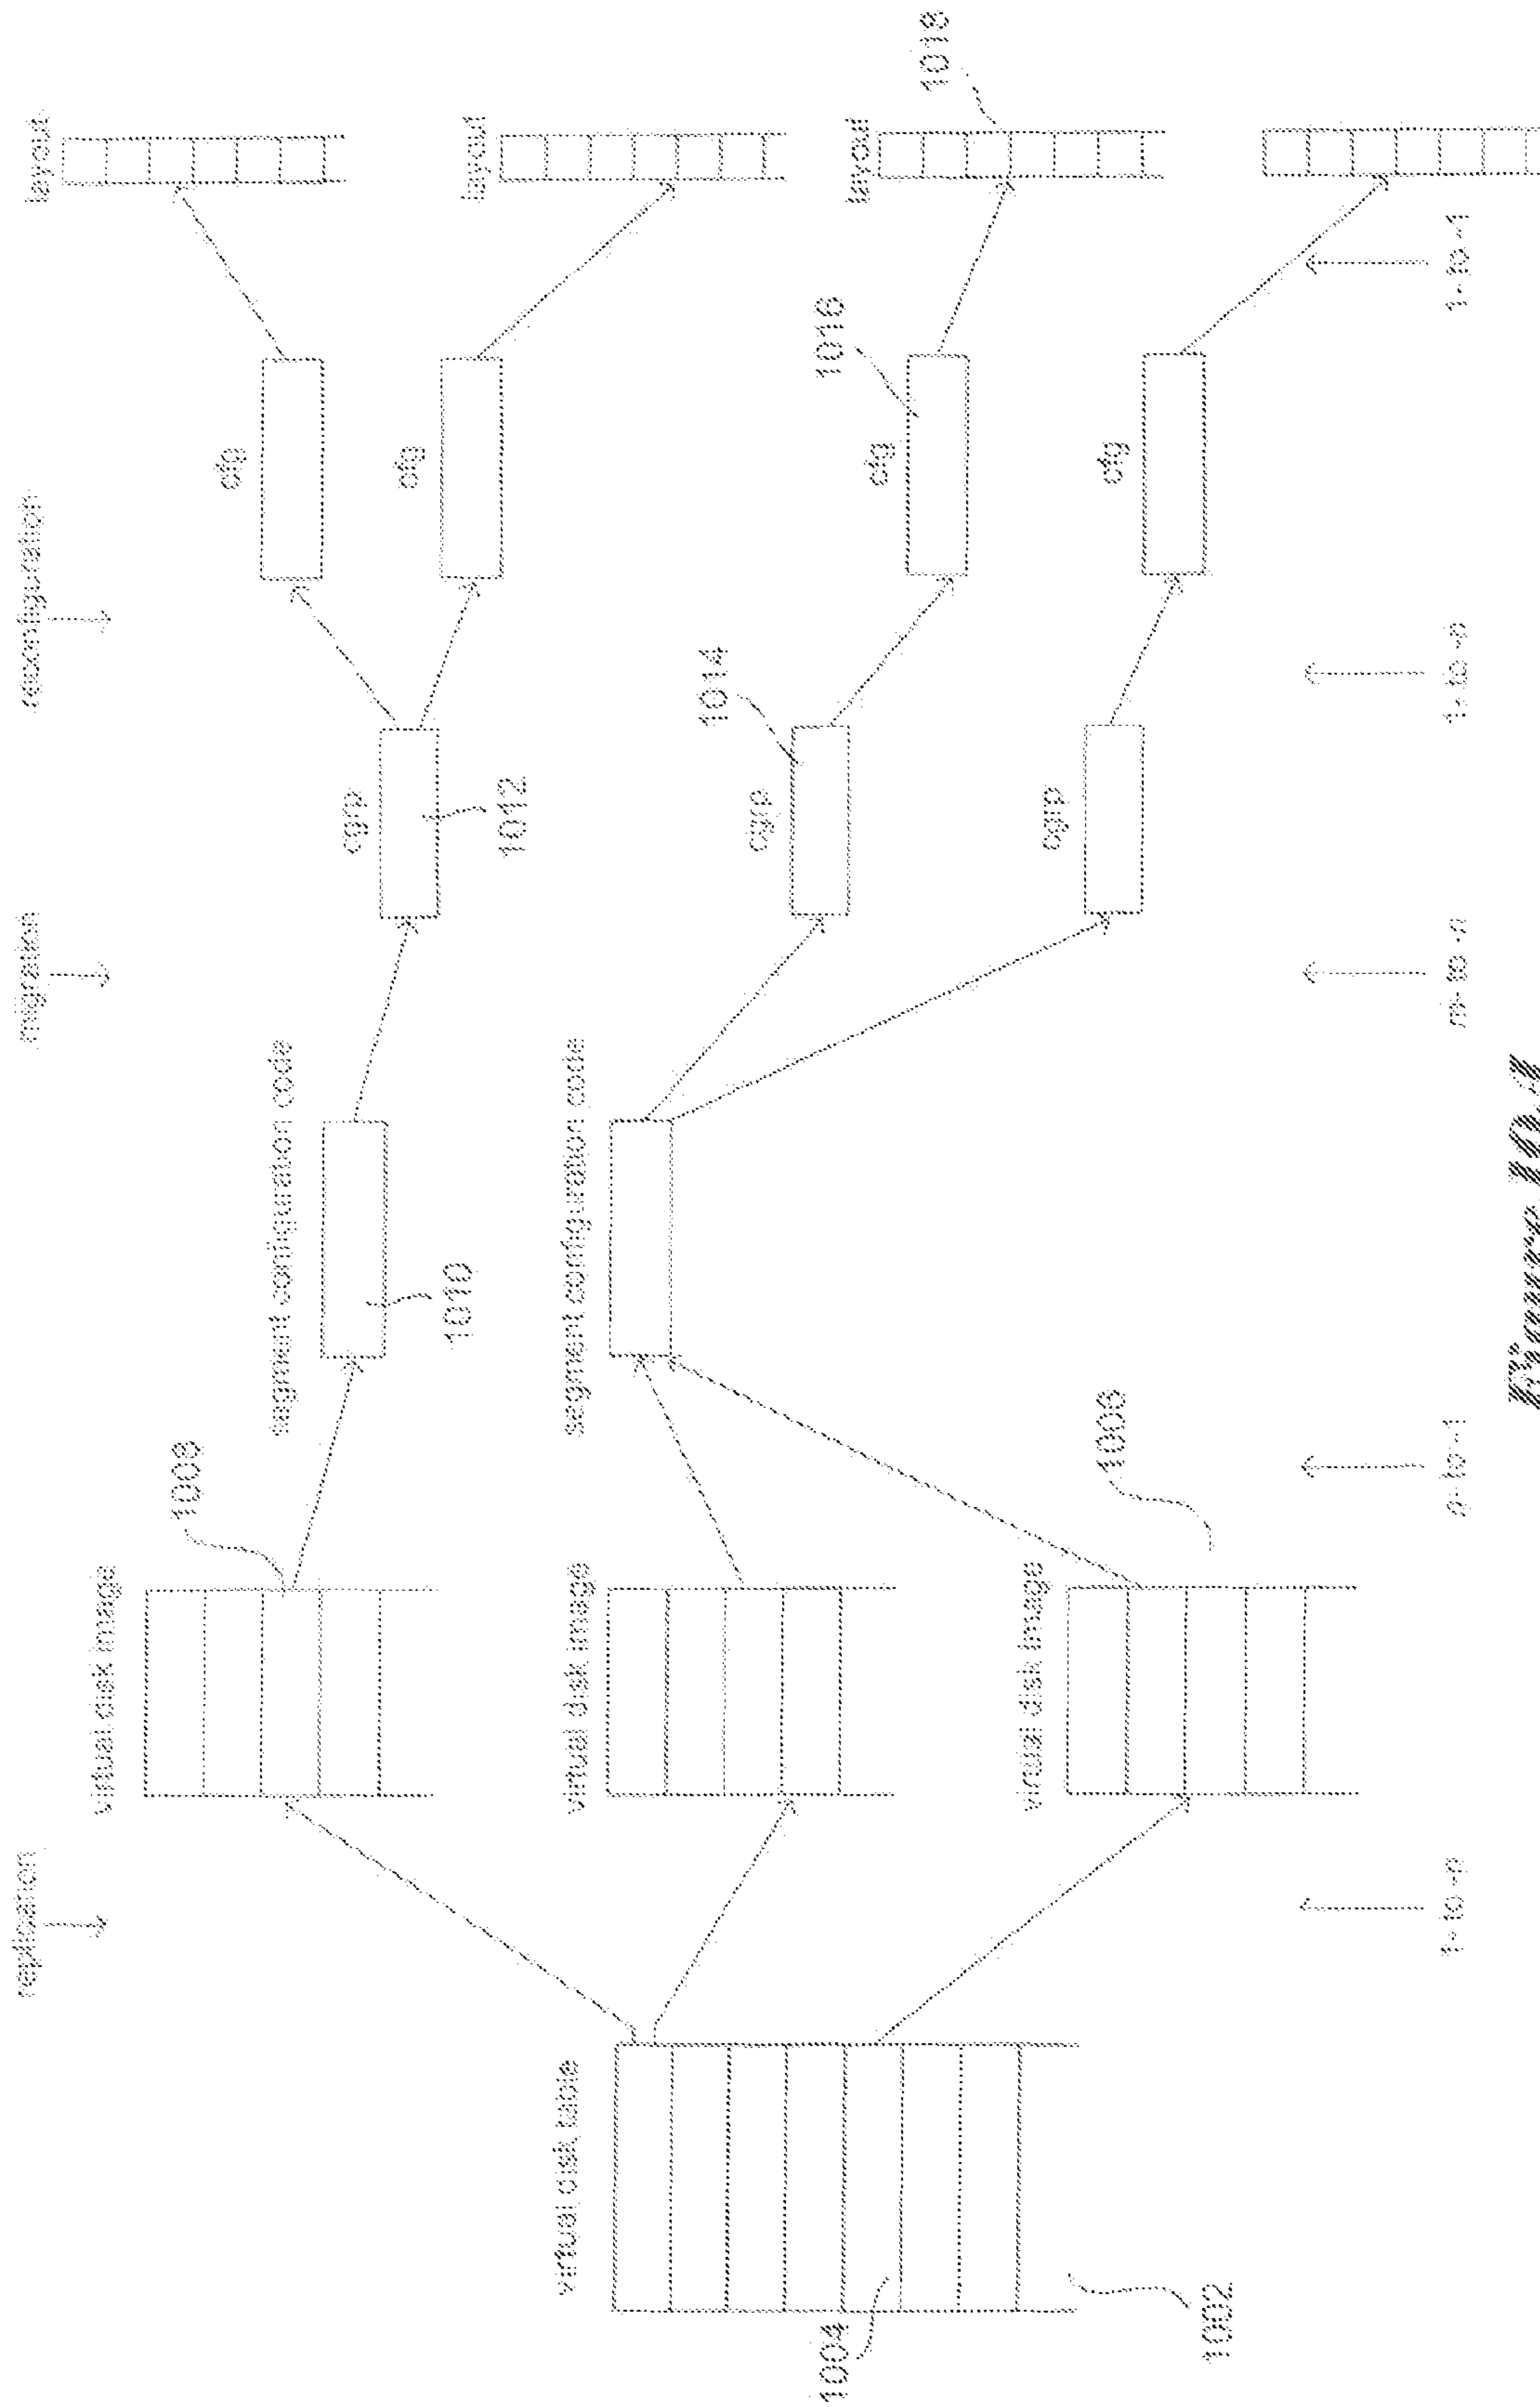 replication
migration
reconfiguration
virtual disk image
1008
segment configuration code
1010
cgrp
1012
cfg
cfg
layout
layout
virtual disk table
1004
1002
virtual disk image
segment configuration code
cgrp
1014
cfg
1016
layout
1018
virtual disk image
1006
cgrp
cfg
1-to-n
n-to-1
m-to-n
1-to-n
1-to-1
Figure 10A